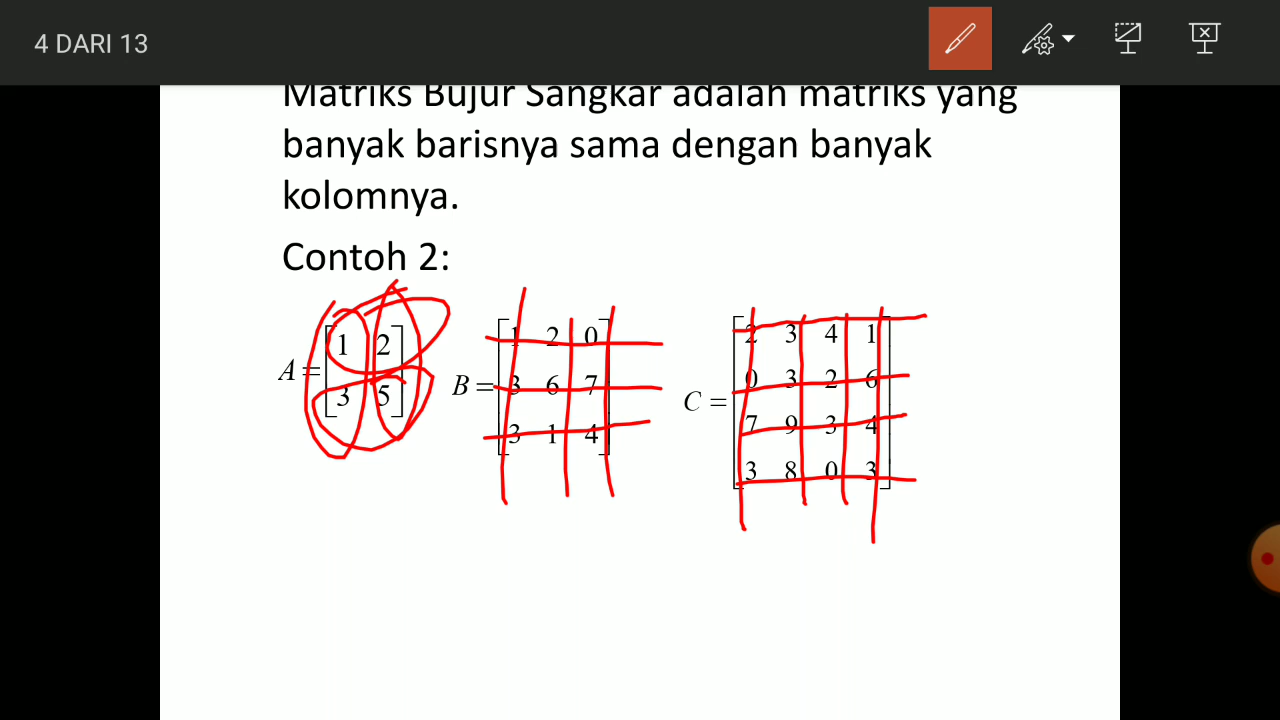 4 DARI 13
Matriks Bujur Sangkar adalah matriks yang
banyak barisnya sama dengan banyak
kolomnya.
Contoh 2:
A = [1 2
3 5]
B = [1 2 0
3 6 7
3 1 4]
C = [2 3 4 1
0 3 2 6
7 9 3 4
3 8 0 3]